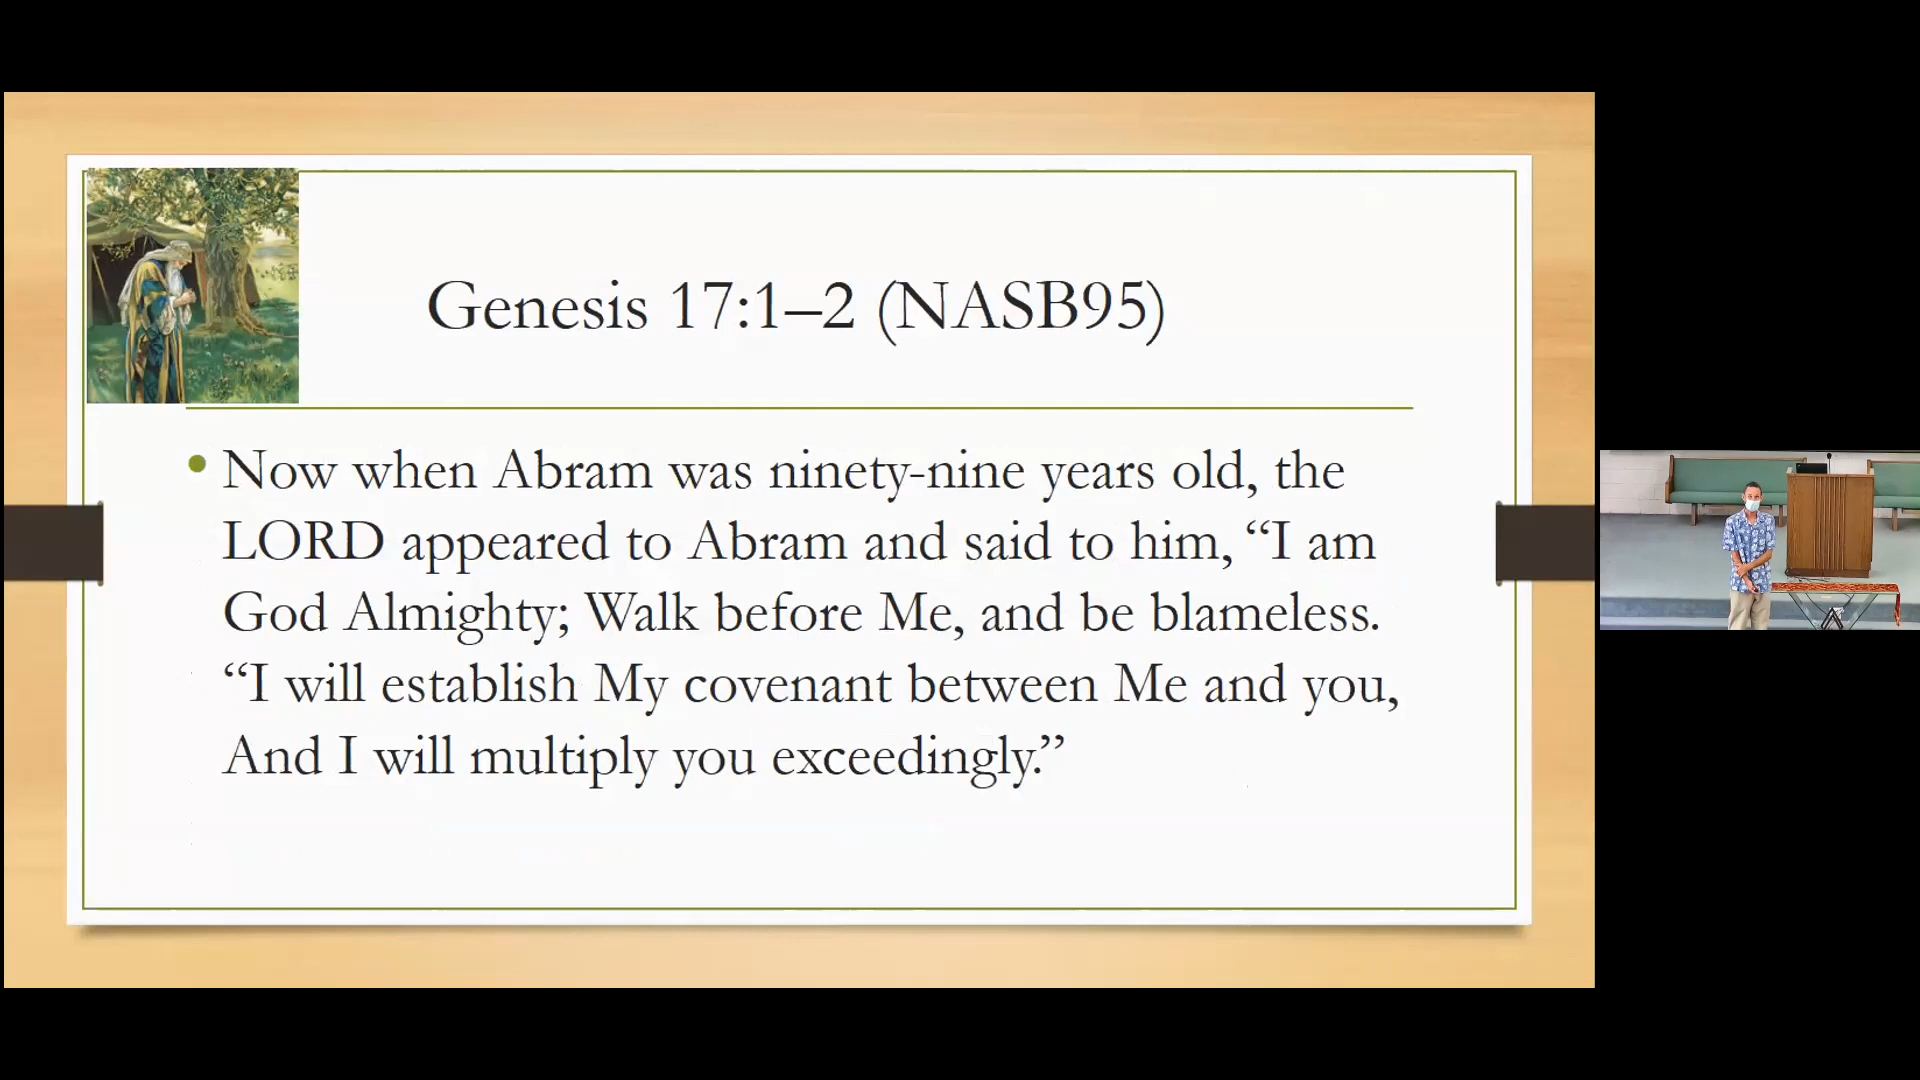 Genesis 17:1–2 (NASB95)
• Now when Abram was ninety-nine years old, the
LORD appeared to Abram and said to him, “I am
God Almighty; Walk before Me, and be blameless.
“I will establish My covenant between Me and you,
And I will multiply you exceedingly.”